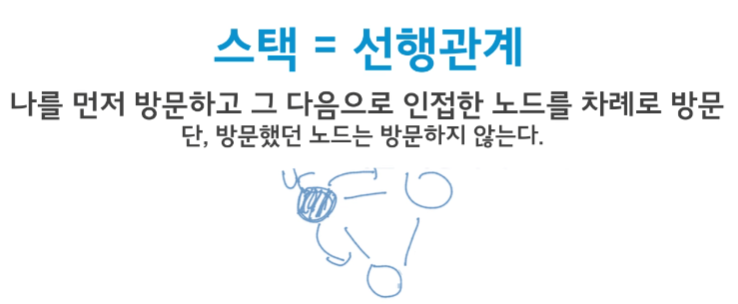 스택 = 선행관계
나를 먼저 방문하고 그 다음으로 인접한 노드를 차례로 방문
단, 방문했던 노드는 방문하지 않는다.